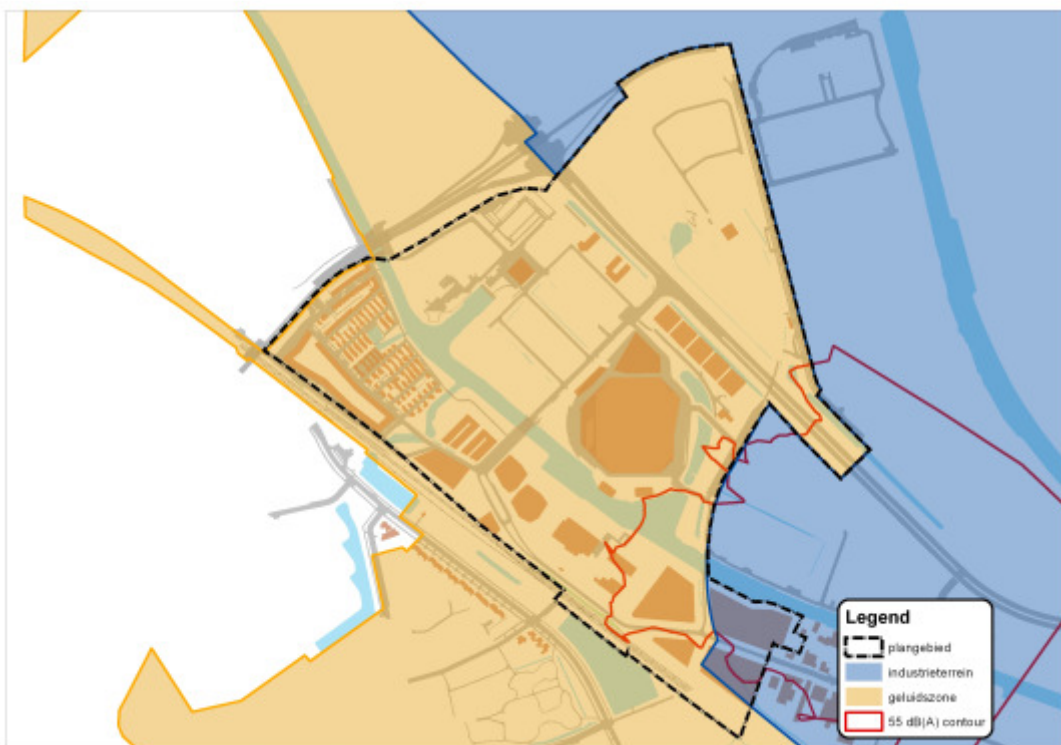 Legend
plangebied
industrieterrein
geluidszone
55 dB(A) contour